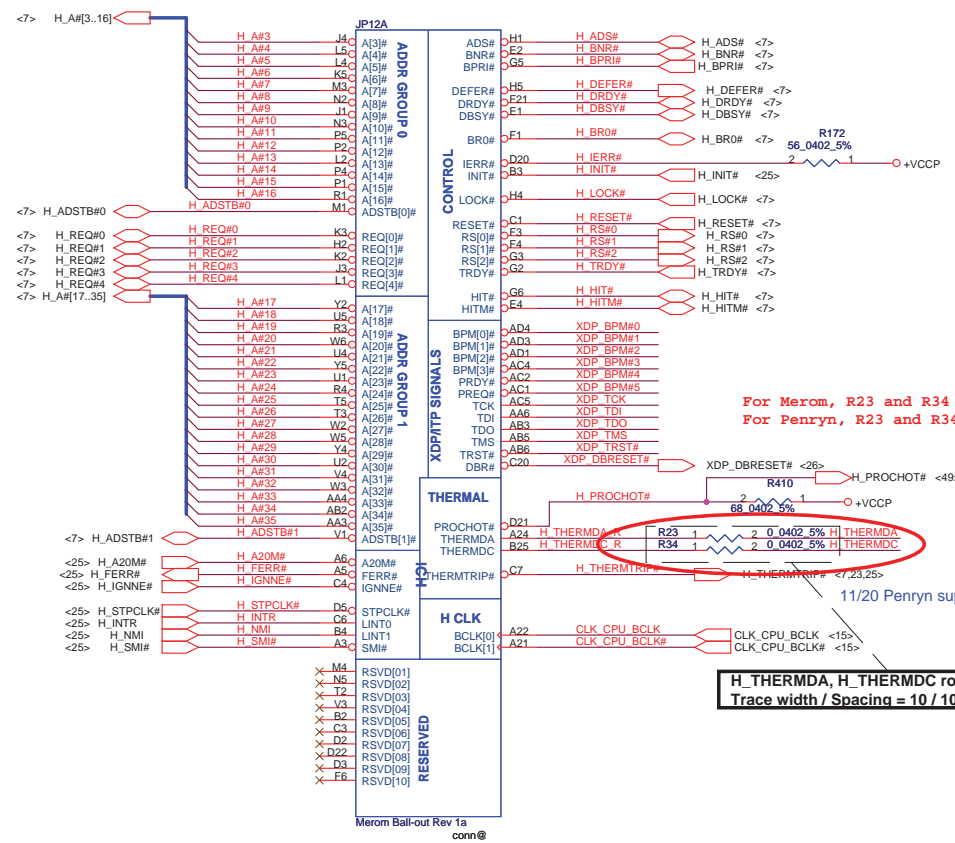 <7> H_A#[3..16]
JP12A
H_A#3 J4 A[3]#
H_A#4 L5 A[4]#
H_A#5 L4 A[5]#
H_A#6 K5 A[6]#
H_A#7 M3 A[7]#
H_A#8 N2 A[8]#
H_A#9 J1 A[9]#
H_A#10 N3 A[10]#
H_A#11 P5 A[11]#
H_A#12 P2 A[12]#
H_A#13 L2 A[13]#
H_A#14 P4 A[14]#
H_A#15 P1 A[15]#
H_A#16 R1 A[16]#
<7> H_ADSTB#0 H_ADSTB#0 M1 ADSTB[0]#
ADDR GROUP 0
<7> H_REQ#0 H_REQ#0 K3 REQ[0]#
<7> H_REQ#1 H_REQ#1 H2 REQ[1]#
<7> H_REQ#2 H_REQ#2 K2 REQ[2]#
<7> H_REQ#3 H_REQ#3 J3 REQ[3]#
<7> H_REQ#4 H_REQ#4 L1 REQ[4]#
<7> H_A#[17..35]
H_A#17 Y2 A[17]#
H_A#18 U5 A[18]#
H_A#19 R3 A[19]#
H_A#20 W6 A[20]#
H_A#21 U4 A[21]#
H_A#22 Y5 A[22]#
H_A#23 U1 A[23]#
H_A#24 R4 A[24]#
H_A#25 T5 A[25]#
H_A#26 T3 A[26]#
H_A#27 W2 A[27]#
H_A#28 W5 A[28]#
H_A#29 Y4 A[29]#
H_A#30 U2 A[30]#
H_A#31 V4 A[31]#
H_A#32 W3 A[32]#
H_A#33 AA4 A[33]#
H_A#34 AB2 A[34]#
H_A#35 AA3 A[35]#
<7> H_ADSTB#1 H_ADSTB#1 V1 ADSTB[1]#
ADDR GROUP 1
<25> H_A20M# H_A20M# A6 A20M#
<25> H_FERR# H_FERR# A5 FERR#
<25> H_IGNNE# H_IGNNE# C4 IGNNE#
<25> H_STPCLK# H_STPCLK# D5 STPCLK#
<25> H_INTR H_INTR C6 LINT0
<25> H_NMI H_NMI B4 LINT1
<25> H_SMI# H_SMI# A3 SMI#
M4 RSVD[01]
N5 RSVD[02]
T2 RSVD[03]
V3 RSVD[04]
B2 RSVD[05]
C3 RSVD[06]
D2 RSVD[07]
D22 RSVD[08]
D3 RSVD[09]
F6 RSVD[10]
RESERVED
CONTROL
ADS# H1 H_ADS# H_ADS# <7>
BNR# E2 H_BNR# H_BNR# <7>
BPRI# G5 H_BPRI# H_BPRI# <7>
DEFER# H5 H_DEFER# H_DEFER# <7>
DRDY# F21 H_DRDY# H_DRDY# <7>
DBSY# E1 H_DBSY# H_DBSY# <7>
BR0# F1 H_BR0# H_BR0# <7>
R172
56_0402_5%
IERR# D20 H_IERR# 2 1 +VCCP
INIT# B3 H_INIT# H_INIT# <25>
LOCK# H4 H_LOCK# H_LOCK# <7>
RESET# C1 H_RESET# H_RESET# <7>
RS[0]# F3 H_RS#0 H_RS#0 <7>
RS[1]# F4 H_RS#1 H_RS#1 <7>
RS[2]# G3 H_RS#2 H_RS#2 <7>
TRDY# G2 H_TRDY# H_TRDY# <7>
HIT# G6 H_HIT# H_HIT# <7>
HITM# E4 H_HITM# H_HITM# <7>
XDP/ITP SIGNALS
BPM[0]# AD4 XDP_BPM#0
BPM[1]# AD3 XDP_BPM#1
BPM[2]# AD1 XDP_BPM#2
BPM[3]# AC4 XDP_BPM#3
PRDY# AC2 XDP_BPM#4
PREQ# AC1 XDP_BPM#5
TCK AC5 XDP_TCK
TDI AA6 XDP_TDI
TDO AB3 XDP_TDO
TMS AB5 XDP_TMS
TRST# AB6 XDP_TRST#
DBR# C20 XDP_DBRESET# XDP_DBRESET# <26>
For Merom, R23 and R34
For Penryn, R23 and R34
H_PROCHOT# <49
THERMAL
R410
2 1 +VCCP
68_0402_5%
PROCHOT# D21 H_PROCHOT#
THERMDA A24 H_THERMDA_R R23 1 2 0_0402_5% H_THERMDA
THERMDC B25 H_THERMDC_R R34 1 2 0_0402_5% H_THERMDC
ICH
THERMTRIP# C7 H_THERMTRIP# H_THERMTRIP# <7,23,25>
11/20 Penryn sup
H CLK
BCLK[0] A22 CLK_CPU_BCLK CLK_CPU_BCLK <15>
BCLK[1] A21 CLK_CPU_BCLK# CLK_CPU_BCLK# <15>
H_THERMDA, H_THERMDC ro
Trace width / Spacing = 10 / 10
Merom Ball-out Rev 1a
conn@